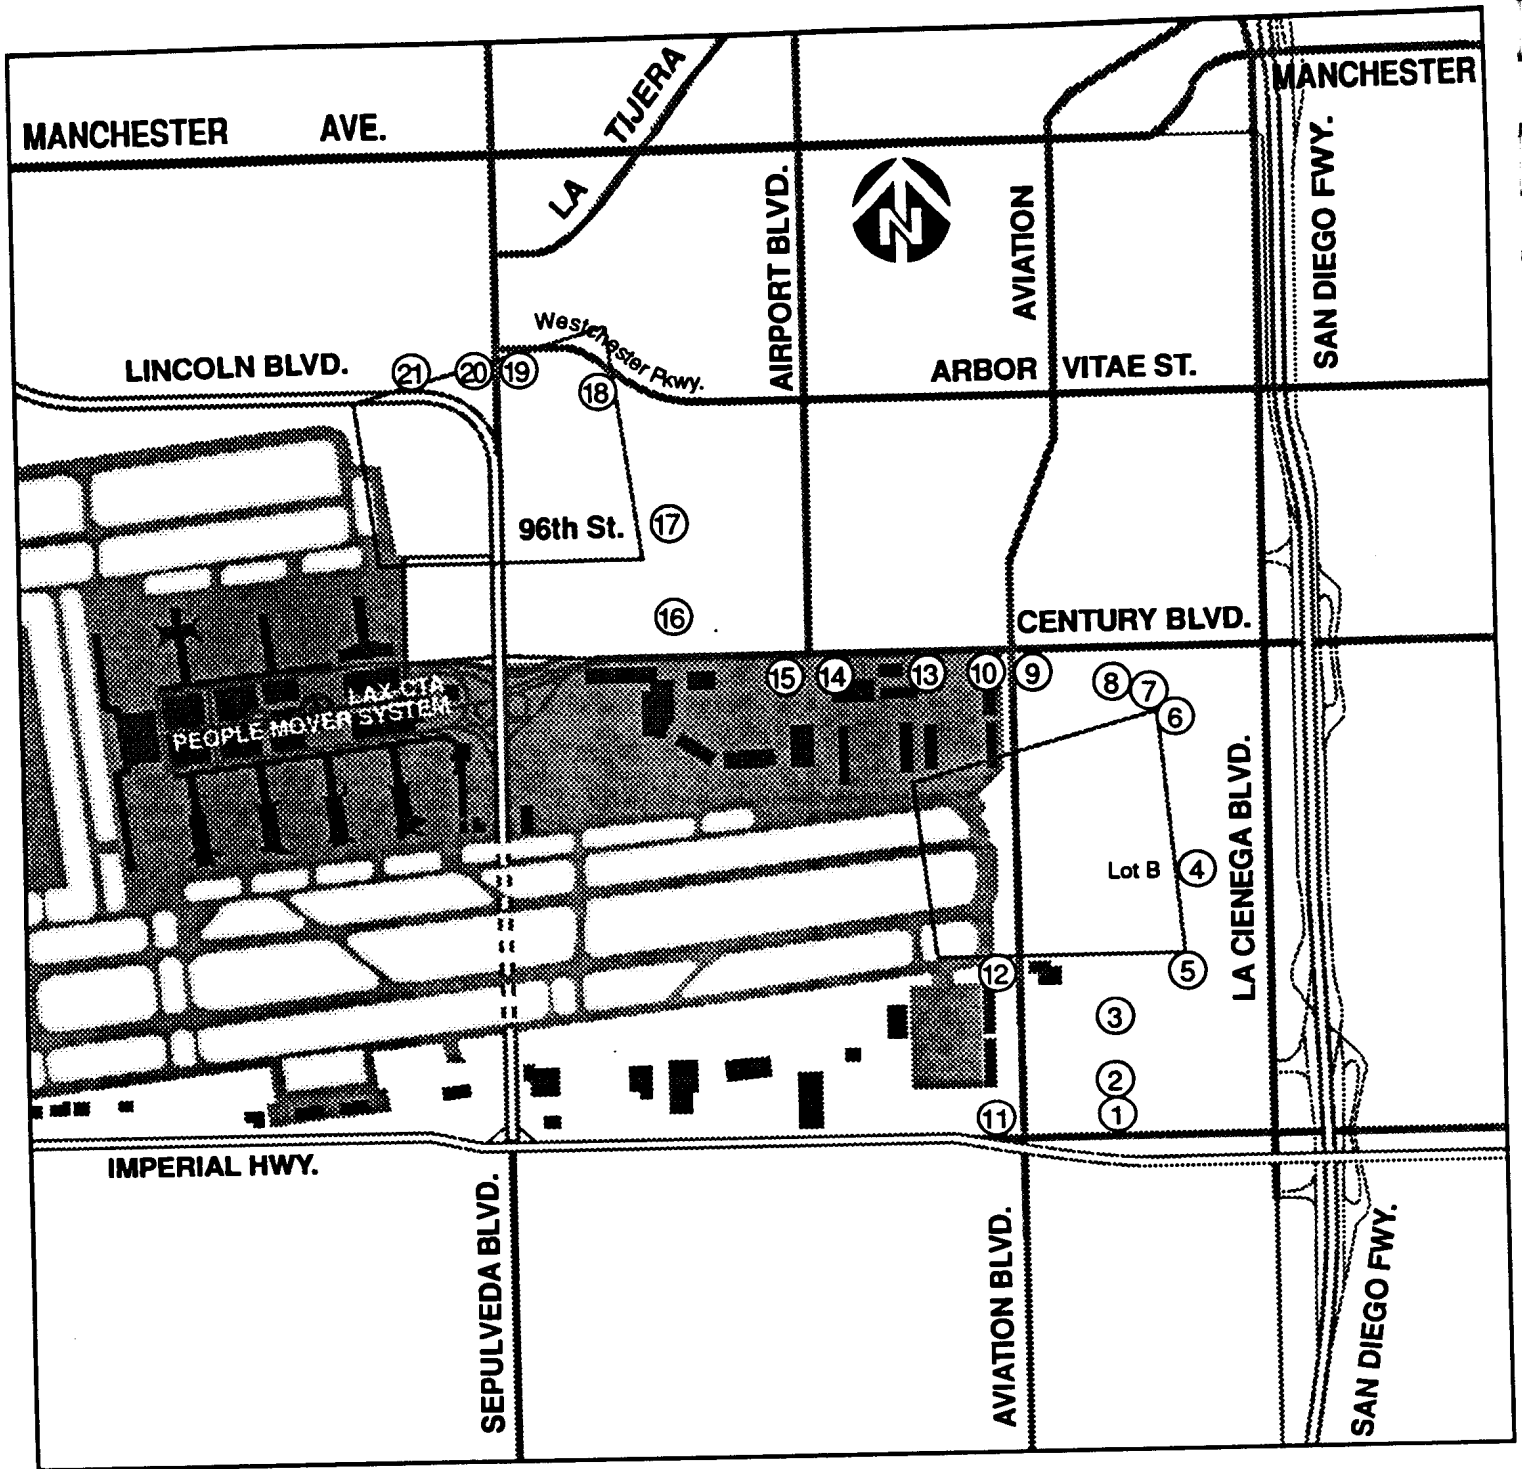 MANCHESTER AVE.
LA TIJERA
MANCHESTER
AIRPORT BLVD.
N
AVIATION
SAN DIEGO FWY.
LINCOLN BLVD.
Westchester Pkwy.
ARBOR VITAE ST.
21
20
19
18
96th St.
17
16
CENTURY BLVD.
15
14
13
10
9
8
7
6
LAX-CTA
PEOPLE MOVER SYSTEM
LA CIENEGA BLVD.
Lot B
4
12
5
3
2
1
11
IMPERIAL HWY.
SEPULVEDA BLVD.
AVIATION BLVD.
SAN DIEGO FWY.